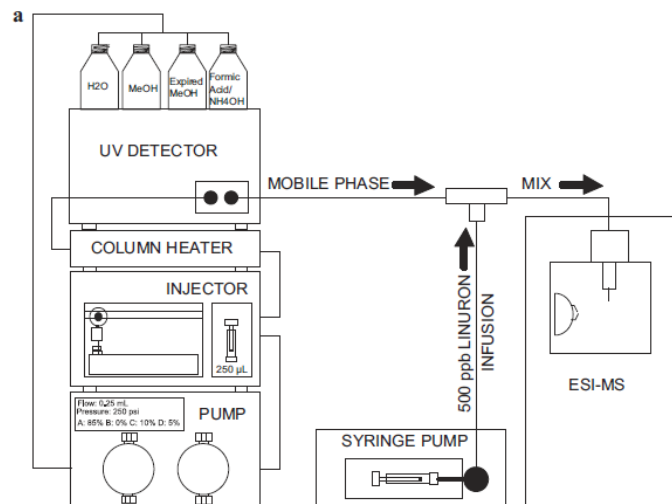 a
H2O
MeOH
Expired
MeOH
Formic
Acid/
NH4OH
UV DETECTOR
MOBILE PHASE
MIX
COLUMN HEATER
INJECTOR
250 µL
500 ppb LINURON
INFUSION
ESI-MS
Flow: 0.25 mL
Pressure: 250 psi
A: 85% B: 0% C: 10% D: 5%
PUMP
SYRINGE PUMP